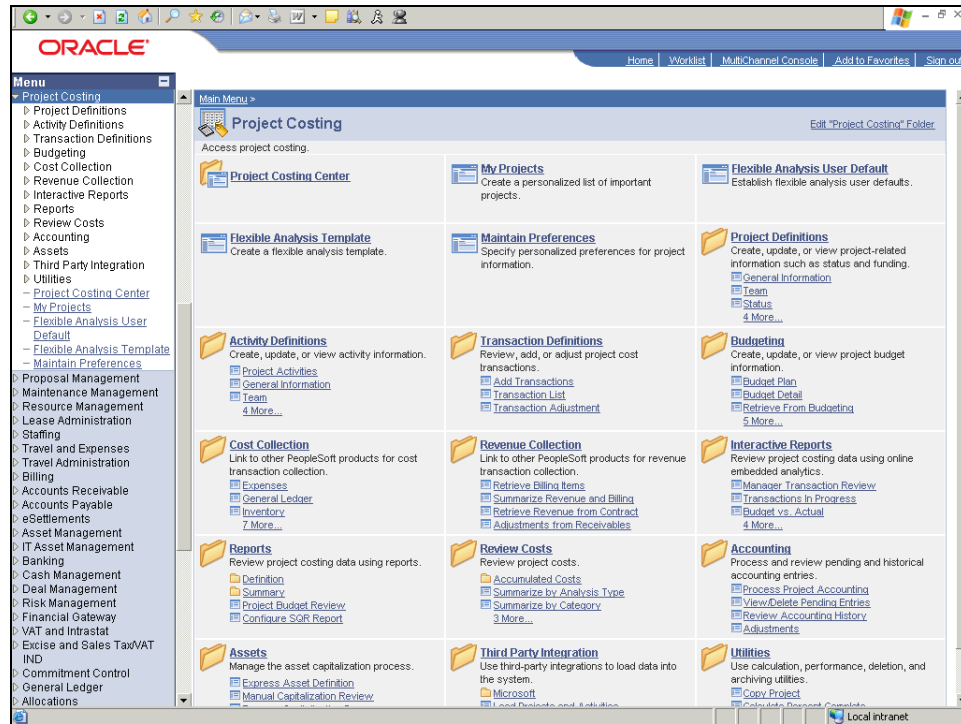 ORACLE
Home | Worklist | MultiChannel Console | Add to Favorites | Sign out
Menu
Project Costing
Project Definitions
Activity Definitions
Transaction Definitions
Budgeting
Cost Collection
Revenue Collection
Interactive Reports
Reports
Review Costs
Accounting
Assets
Third Party Integration
Utilities
– Project Costing Center
– My Projects
– Flexible Analysis User
Default
– Flexible Analysis Template
– Maintain Preferences
Proposal Management
Maintenance Management
Resource Management
Lease Administration
Staffing
Travel and Expenses
Travel Administration
Billing
Accounts Receivable
Accounts Payable
eSettlements
Asset Management
IT Asset Management
Banking
Cash Management
Deal Management
Risk Management
Financial Gateway
VAT and Intrastat
Excise and Sales Tax/VAT
IND
Commitment Control
General Ledger
Allocations
Main Menu >
Project Costing
Edit "Project Costing" Folder
Access project costing.
Project Costing Center
My Projects
Create a personalized list of important
projects.
Flexible Analysis User Default
Establish flexible analysis user defaults.
Flexible Analysis Template
Create a flexible analysis template.
Maintain Preferences
Specify personalized preferences for project
information.
Project Definitions
Create, update, or view project-related
information such as status and funding.
General Information
Team
Status
4 More...
Activity Definitions
Create, update, or view activity information.
Project Activities
General Information
Team
4 More...
Transaction Definitions
Review, add, or adjust project cost
transactions.
Add Transactions
Transaction List
Transaction Adjustment
Budgeting
Create, update, or view project budget
information.
Budget Plan
Budget Detail
Retrieve From Budgeting
5 More...
Cost Collection
Link to other PeopleSoft products for cost
transaction collection.
Expenses
General Ledger
Inventory
7 More...
Revenue Collection
Link to other PeopleSoft products for revenue
transaction collection.
Retrieve Billing Items
Summarize Revenue and Billing
Retrieve Revenue from Contract
Adjustments from Receivables
Interactive Reports
Review project costing data using online
embedded analytics.
Manager Transaction Review
Transactions In Progress
Budget vs. Actual
4 More...
Reports
Review project costing data using reports.
Definition
Summary
Project Budget Review
Configure SQR Report
Review Costs
Review project costs.
Accumulated Costs
Summarize by Analysis Type
Summarize by Category
3 More...
Accounting
Process and review pending and historical
accounting entries.
Process Project Accounting
View/Delete Pending Entries
Review Accounting History
Adjustments
Assets
Manage the asset capitalization process.
Express Asset Definition
Manual Capitalization Review
Third Party Integration
Use third-party integrations to load data into
the system.
Microsoft
Load Projects and Activities
Utilities
Use calculation, performance, deletion, and
archiving utilities.
Copy Project
Calculate Percent Complete
Local intranet